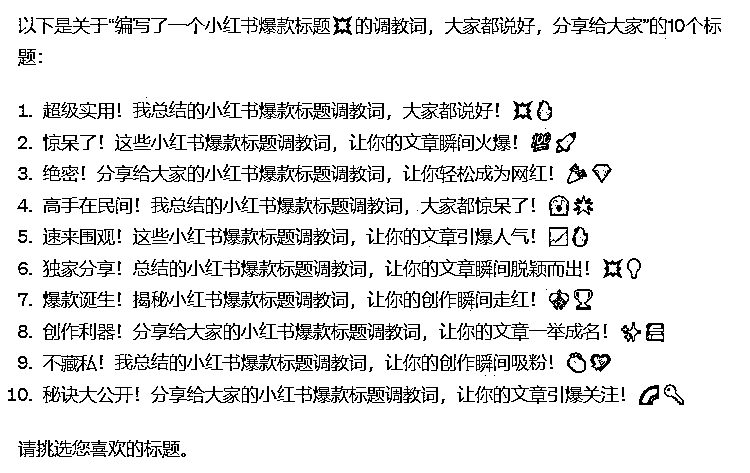 以下是关于“编写了一个小红书爆款标题💥的调教词，大家都说好，分享给大家”的10个标
题：
1. 超级实用！我总结的小红书爆款标题调教词，大家都说好！💥🔥
2. 惊呆了！这些小红书爆款标题调教词，让你的文章瞬间火爆！💯🚀
3. 绝密！分享给大家的小红书爆款标题调教词，让你轻松成为网红！🎉💎
4. 高手在民间！我总结的小红书爆款标题调教词，大家都惊呆了！😱🌟
5. 速来围观！这些小红书爆款标题调教词，让你的文章引爆人气！📈🔥
6. 独家分享！总结的小红书爆款标题调教词，让你的文章瞬间脱颖而出！💥💡
7. 爆款诞生！揭秘小红书爆款标题调教词，让你的创作瞬间走红！🌹🏆
8. 创作利器！分享给大家的小红书爆款标题调教词，让你的文章一举成名！✨📚
9. 不藏私！我总结的小红书爆款标题调教词，让你的创作瞬间吸粉！💪💖
10. 秘诀大公开！分享给大家的小红书爆款标题调教词，让你的文章引爆关注！🌈🔑
请挑选您喜欢的标题。